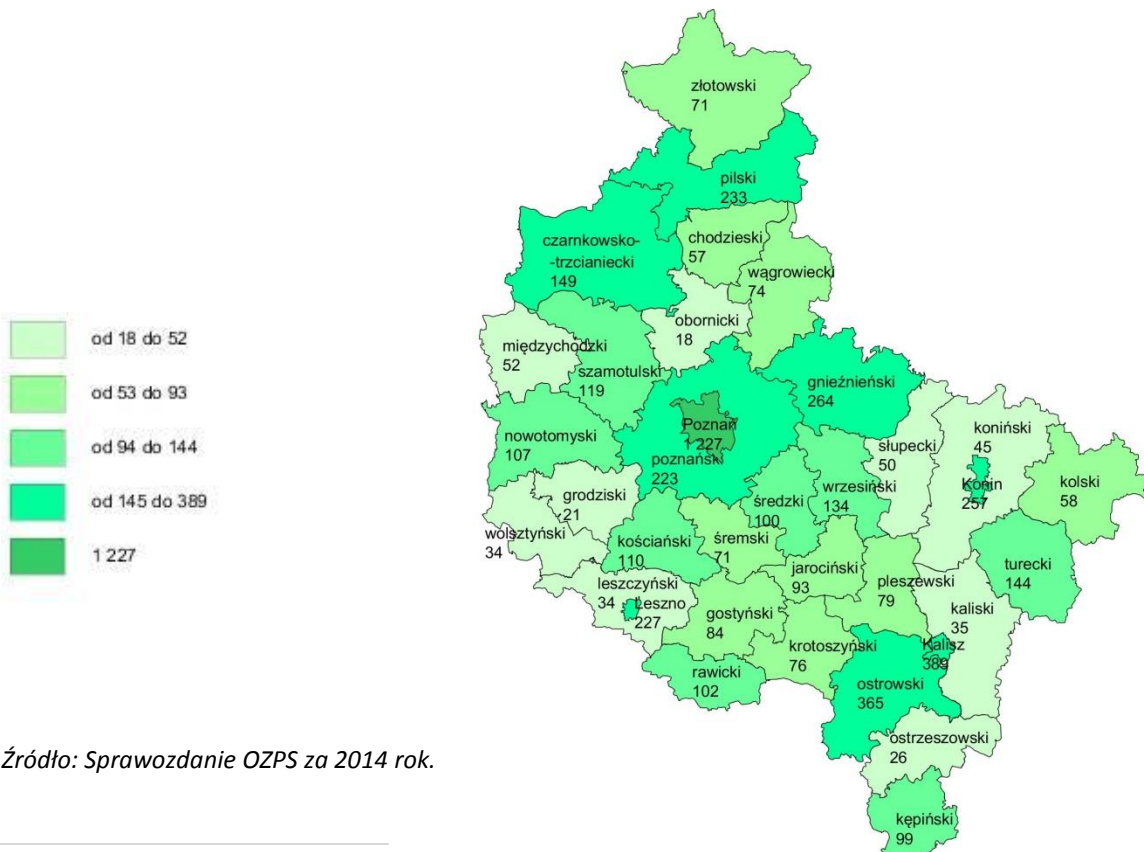 złotowski
71
pilski
233
czarnkowsko-
-trzcianiecki
149
chodzieski
57
wągrowiecki
74
obornicki
18
międzychodzki
52
szamotulski
119
gnieźnieński
264
Poznań
1 227
poznański
223
nowotomyski
107
słupecki
50
koniński
45
Konin
257
kolski
58
grodziski
21
wolsztyński
34
średzki
100
wrzesiński
134
kościański
110
śremski
71
jarociński
93
pleszewski
79
turecki
144
leszczyński
34
Leszno
227
gostyński
84
kaliski
35
krotoszyński
76
Kalisz
389
rawicki
102
ostrowski
365
ostrzeszowski
26
kępiński
99
od 18 do 52
od 53 do 93
od 94 do 144
od 145 do 389
1 227
Źródło: Sprawozdanie OZPS za 2014 rok.